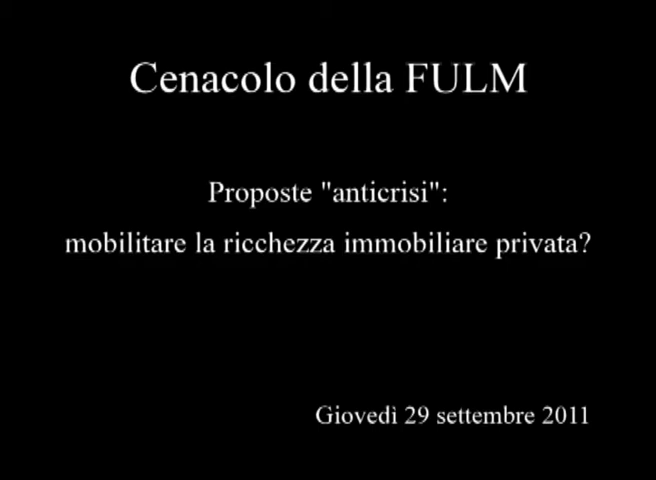 Cenacolo della FULM
Proposte "anticrisi":
mobilitare la ricchezza immobiliare privata?
Giovedì 29 settembre 2011